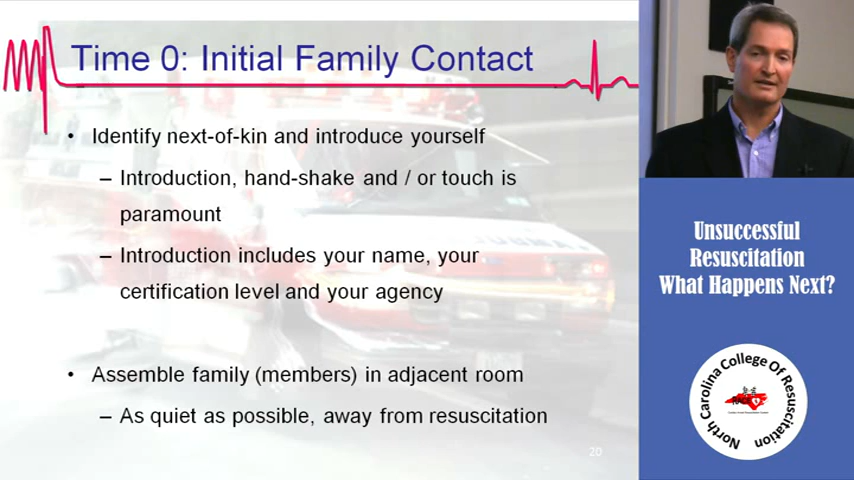 Time 0: Initial Family Contact
• Identify next-of-kin and introduce yourself
– Introduction, hand-shake and / or touch is
paramount
– Introduction includes your name, your
certification level and your agency
• Assemble family (members) in adjacent room
– As quiet as possible, away from resuscitation
20
Unsuccessful
Resuscitation
What Happens Next?
North Carolina College Of Resuscitation